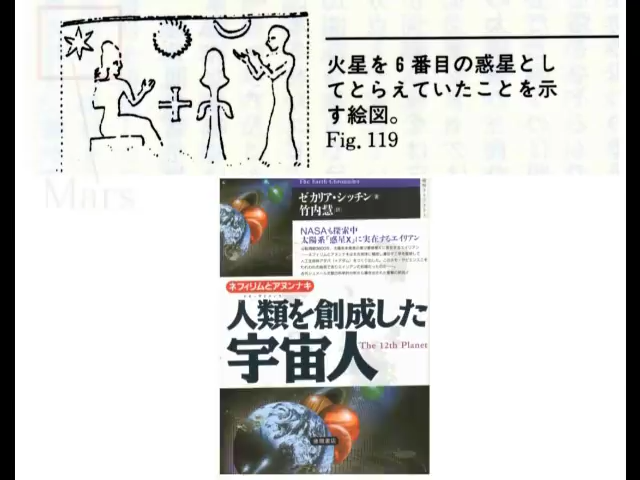 火星を6番目の惑星とし
てとらえていたことを示
す絵図。
Fig. 119
Mars
The Earth Chronicles
ゼカリア・シッチン 著
竹内慧 訳
NASAも探索中
太陽系「惑星X」に実在するエイリアン
ネフィリムとアヌンナキ
人類を創成した
宇宙人
The 12th Planet
徳間書店